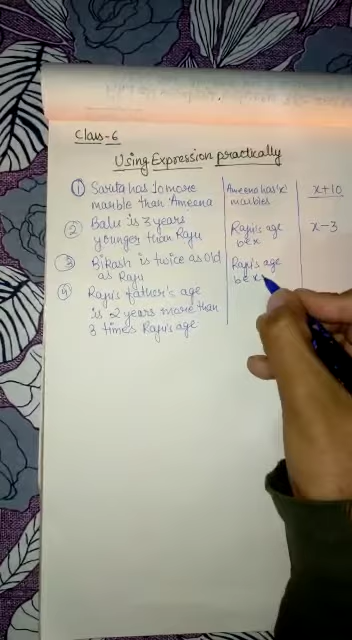 Class-6
Using Expression practically
① Sarita has 10 more Ameena has 'x' x+10
marble than Ameena marbles
② Balu is 3 years Raju's age x-3
younger than Raju be x
③ Bikash is twice as old Raju's age
as Raju be x
④ Raju's father's age
is 2 years more than
3 times Raju's age